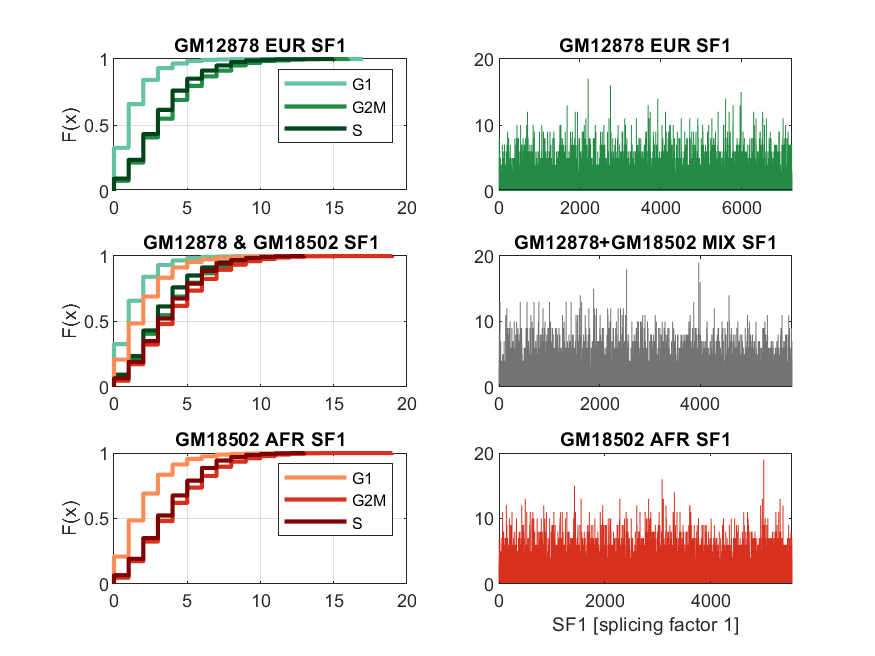 GM12878 EUR SF1
F(x)
1
0.5
0
0 5 10 15 20
G1
G2M
S
GM12878 EUR SF1
20
10
0
0 2000 4000 6000
GM12878 & GM18502 SF1
F(x)
1
0.5
0
0 5 10 15 20
GM12878+GM18502 MIX SF1
20
10
0
0 2000 4000
GM18502 AFR SF1
F(x)
1
0.5
0
0 5 10 15 20
G1
G2M
S
GM18502 AFR SF1
20
10
0
0 2000 4000
SF1 [splicing factor 1]